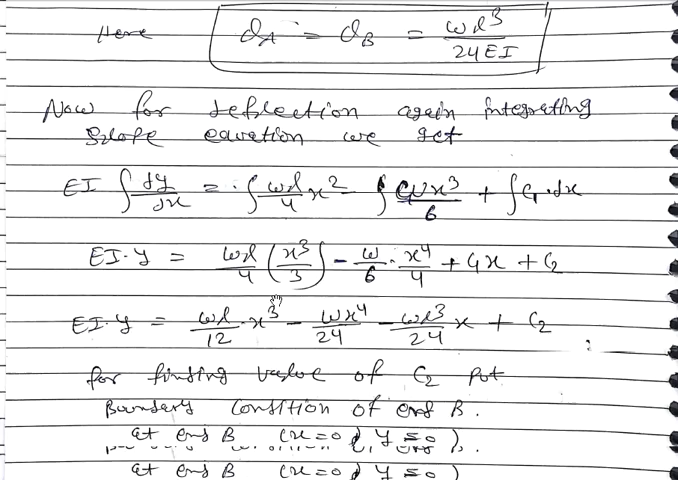 Here θA = θB = wl³/24EI
Now for deflection again integrating
slope equation we get
EI ∫ dy/dx = ∫ wl/4 x² - ∫ wx³/6 + ∫ C₁.dx
EI.y = wl/4 (x³/3) - w/6 . x⁴/4 + C₁x + C₂
EI.y = wl/12 . x³ - wx⁴/24 - wl³/24 x + C₂
for finding value of C₂ put
Boundary condition of end B.
at end B (x=0, y=0).
at end B (x=0, y=0)